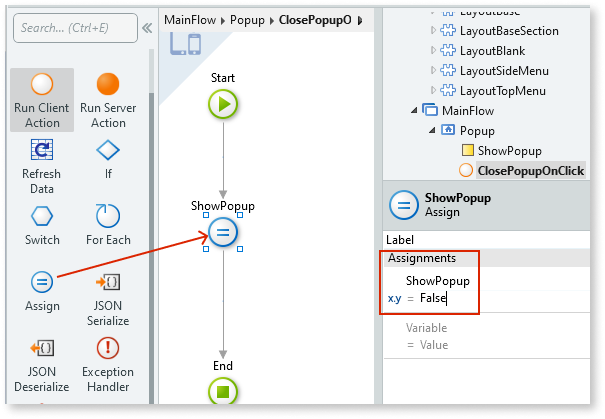 Search... (Ctrl+E)
Run Client
Action
Run Server
Action
Refresh
Data
If
Switch
For Each
Assign
JSON
Serialize
JSON
Deserialize
Exception
Handler
MainFlow ▸ Popup ▸ ClosePopupO
Start
ShowPopup
End
LayoutBase
LayoutBaseSection
LayoutBlank
LayoutSideMenu
LayoutTopMenu
MainFlow
Popup
ShowPopup
ClosePopupOnClick
ShowPopup
Assign
Label
Assignments
ShowPopup
x.y = False
Variable
= Value